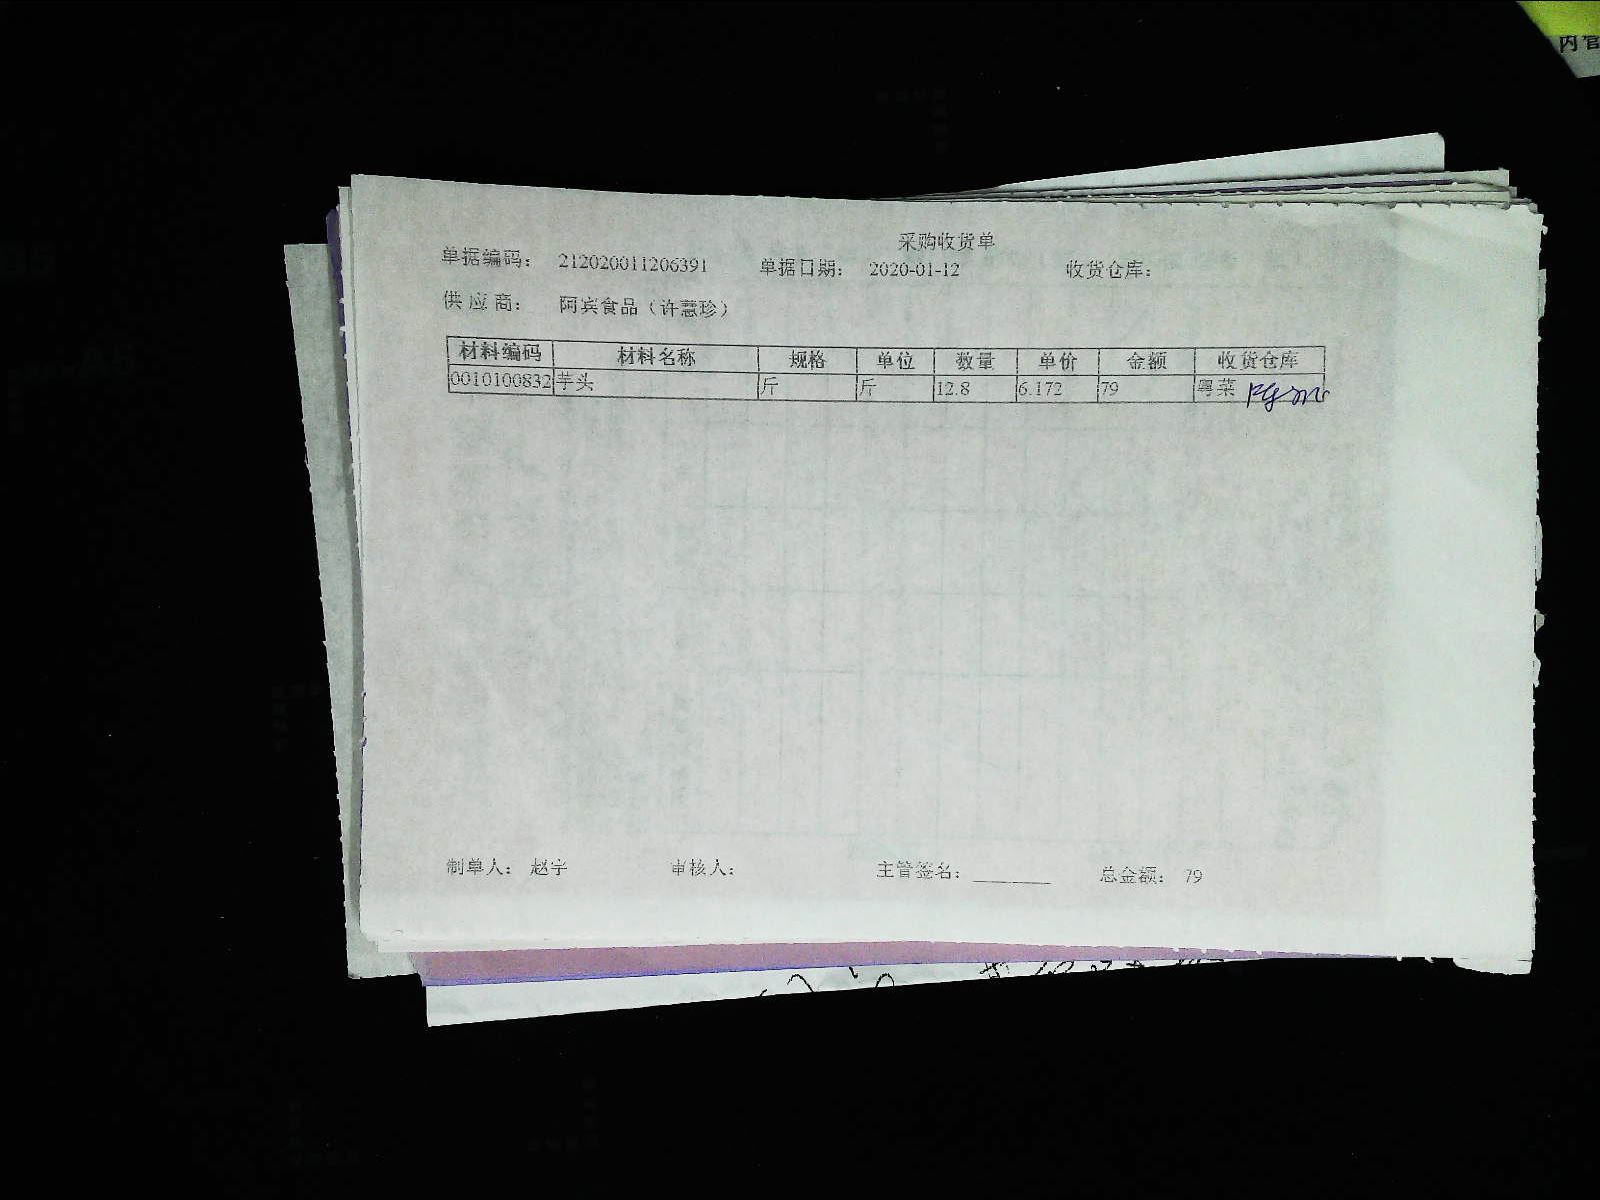 内管
采购收货单
单据编码： 212020011206391 单据日期： 2020-01-12 收货仓库：
供应商： 阿宾食品（许慧珍）
材料编码 材料名称 规格 单位 数量 单价 金额 收货仓库
0010100832 芋头 斤 斤 12.8 6.172 79 粤菜
制单人： 赵宇 审核人： 主管签名：________ 总金额： 79